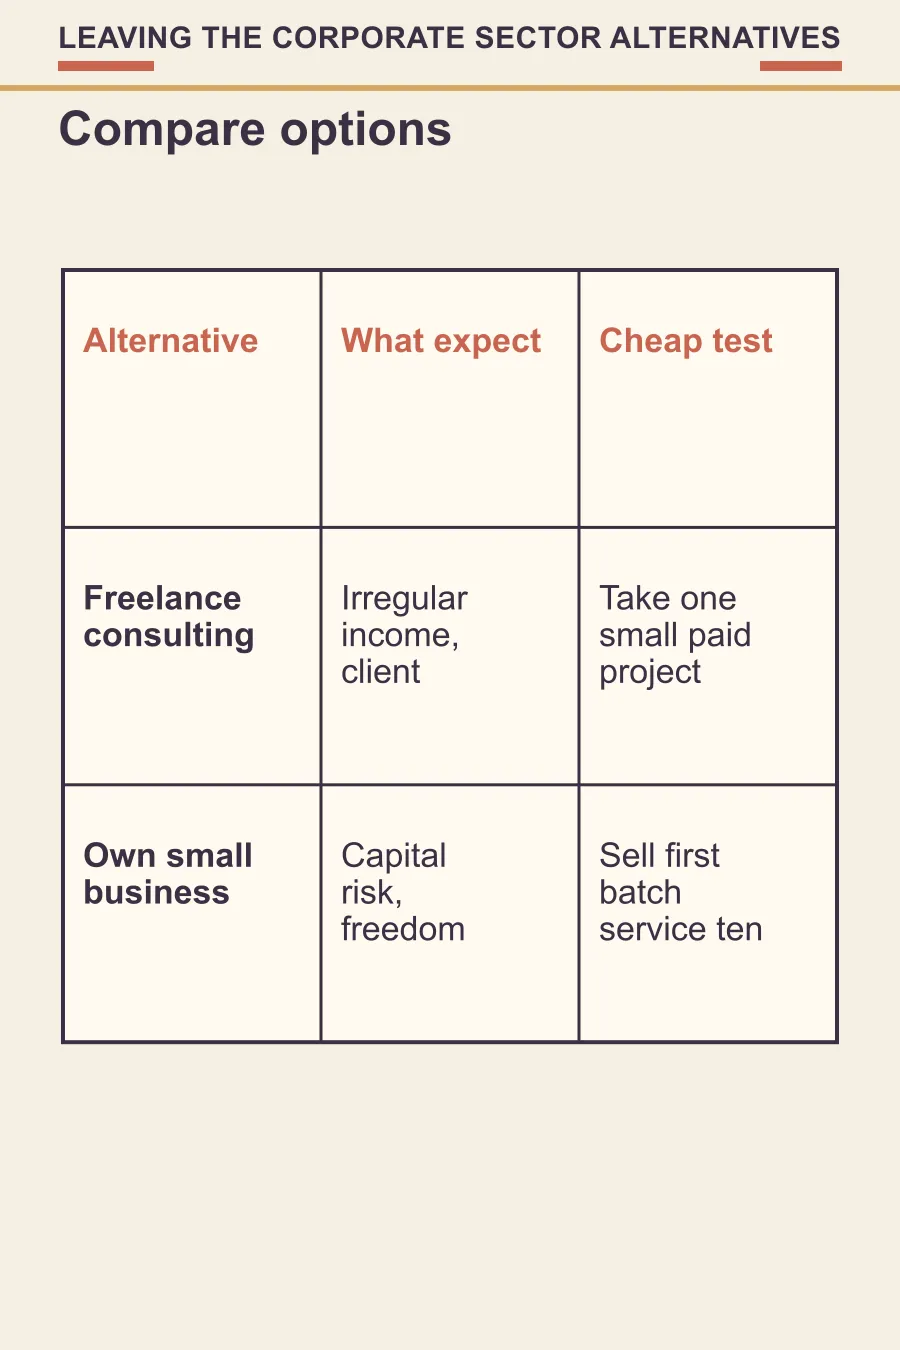 LEAVING THE CORPORATE SECTOR ALTERNATIVES
Compare options
Alternative
What expect
Cheap test
Freelance
consulting
Irregular
income,
client
Take one
small paid
project
Own small
business
Capital
risk,
freedom
Sell first
batch
service ten